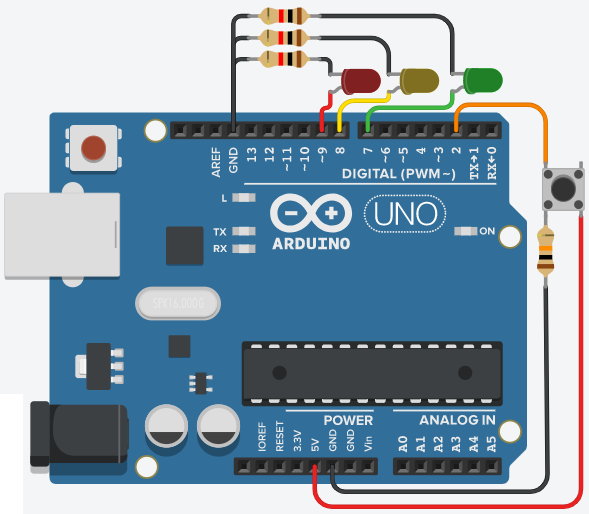 AREF
GND
13
12
~11
~10
~9
8
7
~6
~5
4
~3
2
TX→1
RX←0
DIGITAL (PWM~)
L
TX
RX
UNO
ARDUINO
ON
SPK16.000G
POWER
ANALOG IN
IOREF
RESET
3.3V
5V
GND
GND
Vin
A0
A1
A2
A3
A4
A5